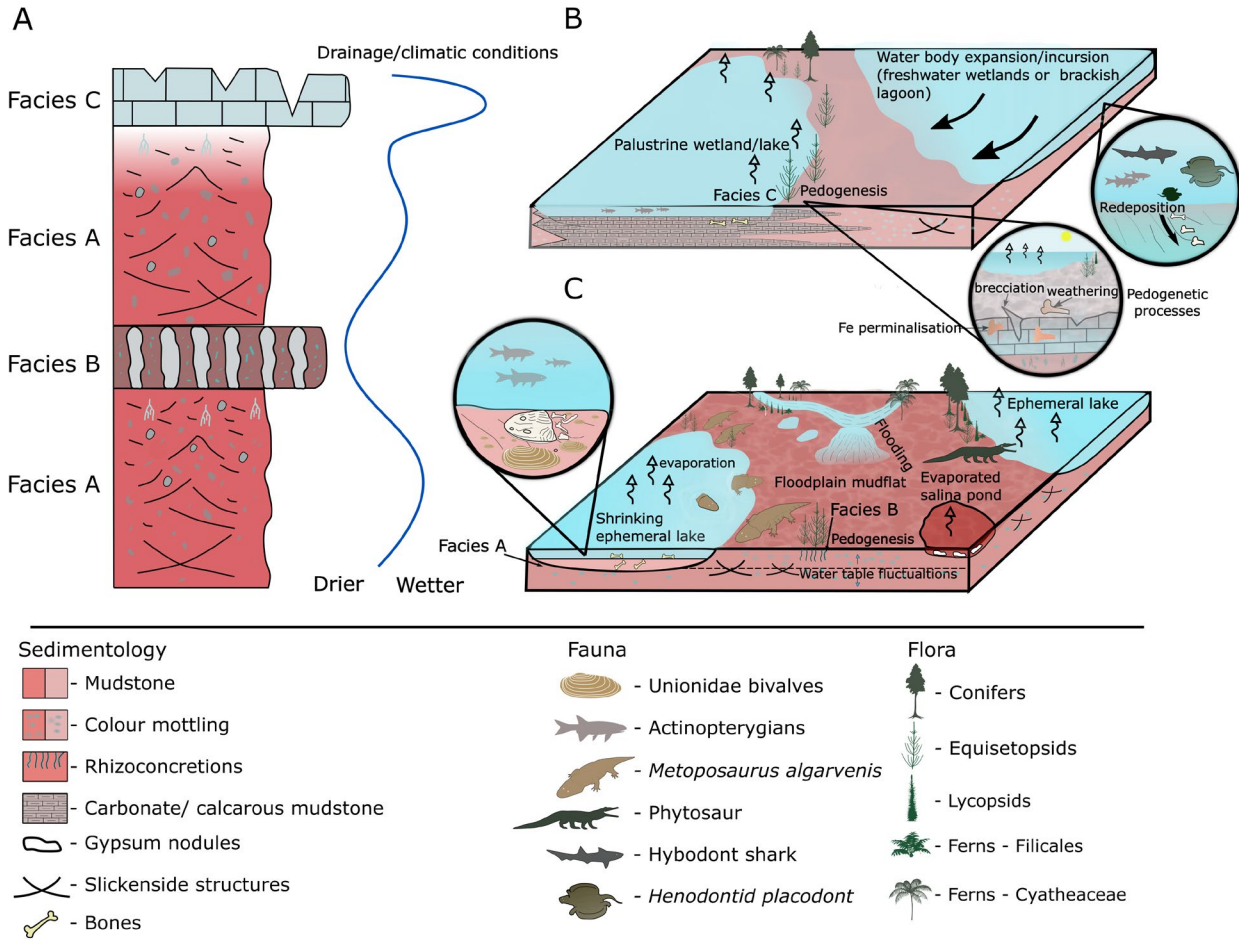 A
Drainage/climatic conditions
Facies C
Facies A
Facies B
Facies A
Drier
Wetter
B
Water body expansion/incursion
(freshwater wetlands or brackish
lagoon)
Palustrine wetland/lake
Facies C
Pedogenesis
Redeposition
brecciation
weathering
Fe perminalisation
Pedogenetic
processes
C
Ephemeral lake
Flooding
evaporation
Floodplain mudflat
Evaporated
salina pond
Shrinking
ephemeral lake
Facies B
Pedogenesis
Facies A
Water table fluctualtions
Sedimentology
- Mudstone
- Colour mottling
- Rhizoconcretions
- Carbonate/ calcarous mudstone
- Gypsum nodules
- Slickenside structures
- Bones
Fauna
- Unionidae bivalves
- Actinopterygians
- Metoposaurus algarvenis
- Phytosaur
- Hybodont shark
- Henodontid placodont
Flora
- Conifers
- Equisetopsids
- Lycopsids
- Ferns - Filicales
- Ferns - Cyatheaceae